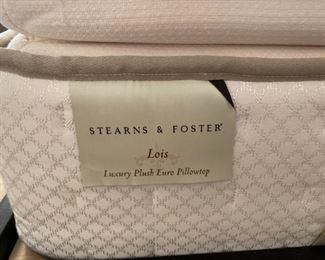 STEARNS & FOSTER®
Lois
Luxury Plush Euro Pillowtop